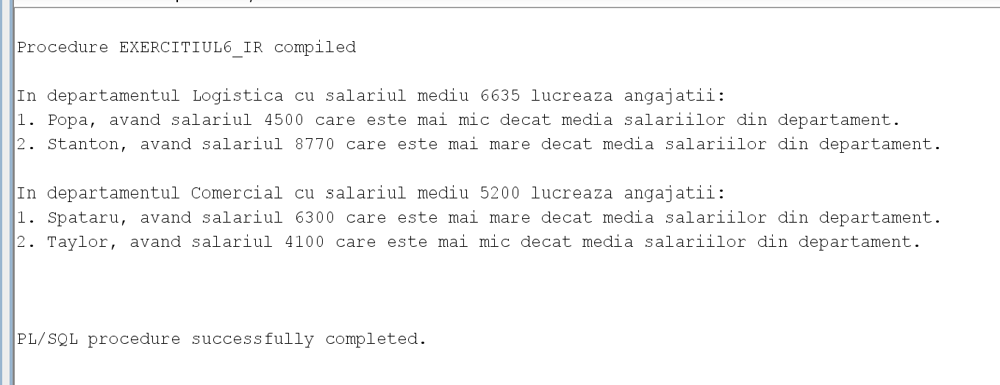 Procedure EXERCITIUL6_IR compiled
In departamentul Logistica cu salariul mediu 6635 lucreaza angajatii:
1. Popa, avand salariul 4500 care este mai mic decat media salariilor din departament.
2. Stanton, avand salariul 8770 care este mai mare decat media salariilor din departament.
In departamentul Comercial cu salariul mediu 5200 lucreaza angajatii:
1. Spataru, avand salariul 6300 care este mai mare decat media salariilor din departament.
2. Taylor, avand salariul 4100 care este mai mic decat media salariilor din departament.
PL/SQL procedure successfully completed.